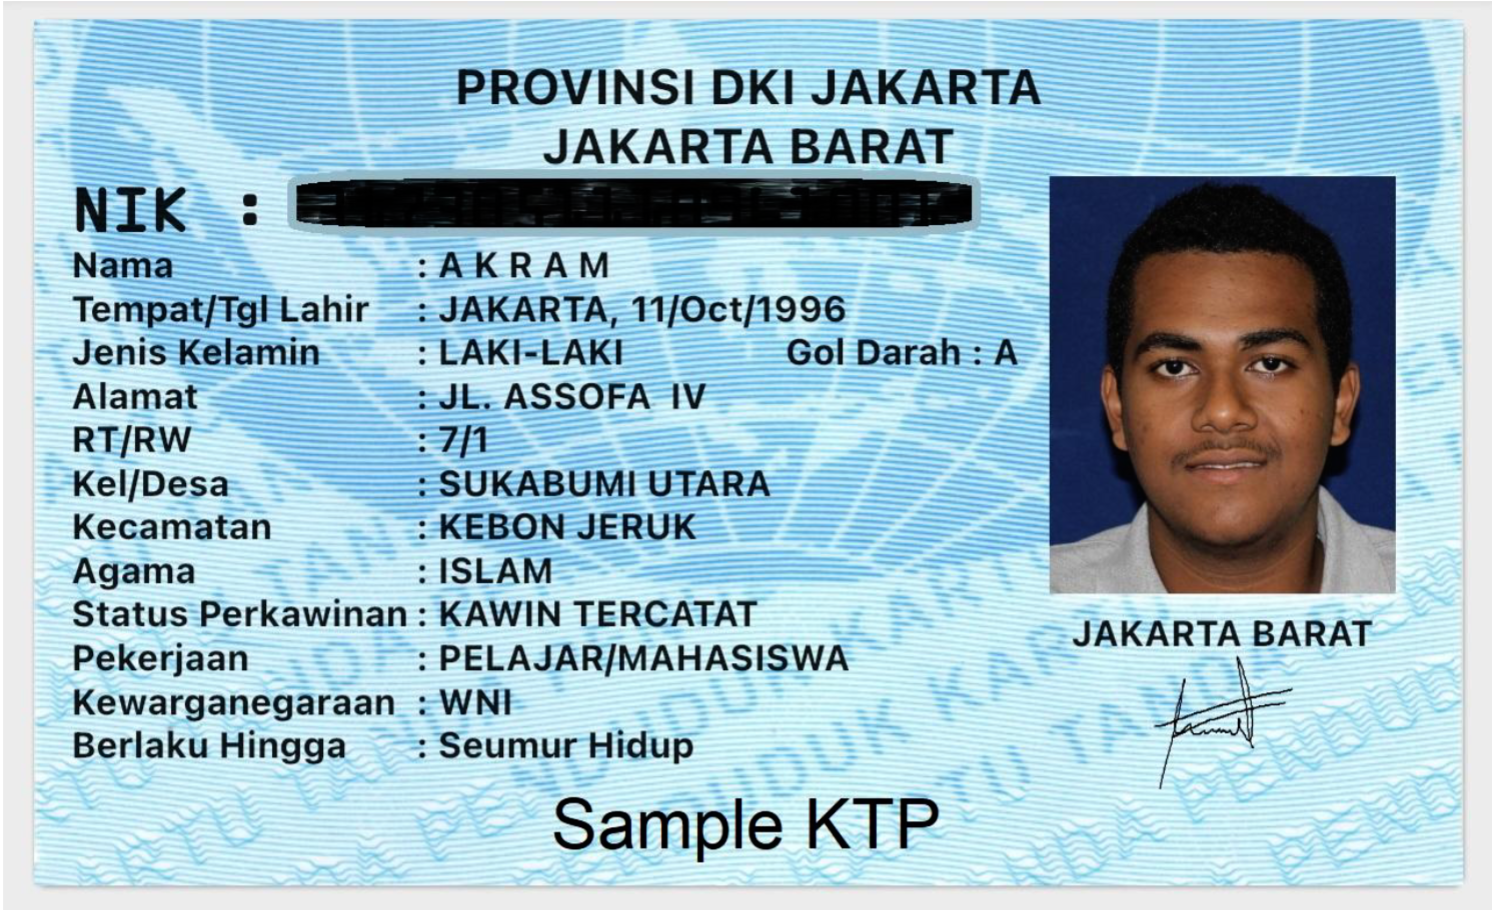 PROVINSI DKI JAKARTA
JAKARTA BARAT
NIK :
Nama : A K R A M
Tempat/Tgl Lahir : JAKARTA, 11/Oct/1996
Jenis Kelamin : LAKI-LAKI Gol Darah : A
Alamat : JL. ASSOFA IV
RT/RW : 7/1
Kel/Desa : SUKABUMI UTARA
Kecamatan : KEBON JERUK
Agama : ISLAM
Status Perkawinan : KAWIN TERCATAT
Pekerjaan : PELAJAR/MAHASISWA
Kewarganegaraan : WNI
Berlaku Hingga : Seumur Hidup
JAKARTA BARAT
Sample KTP